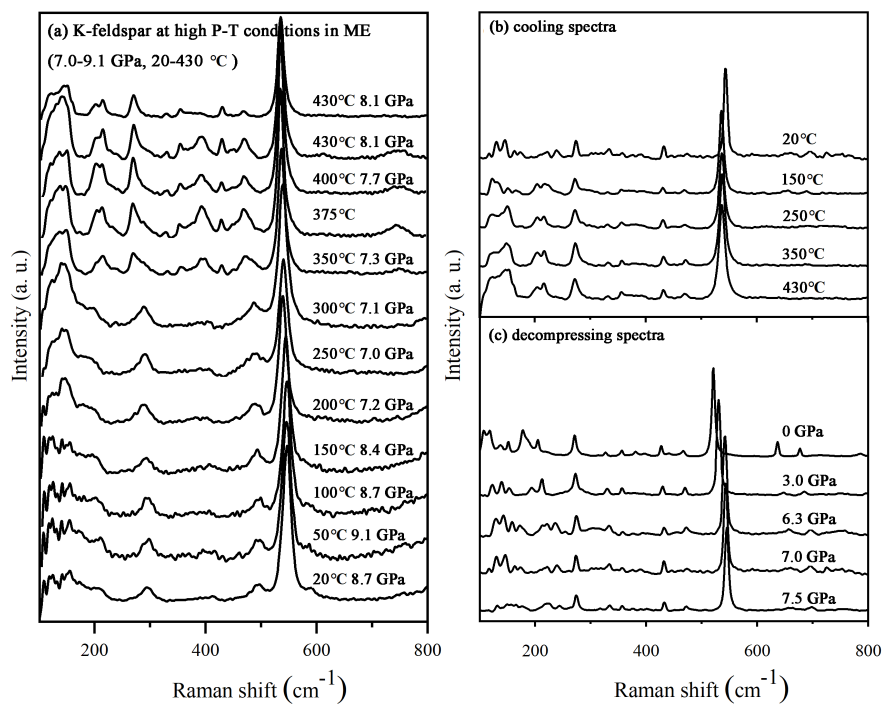 (a) K-feldspar at high P-T conditions in ME
(7.0-9.1 GPa, 20-430 °C )
430°C 8.1 GPa
430°C 8.1 GPa
400°C 7.7 GPa
375°C
350°C 7.3 GPa
300°C 7.1 GPa
250°C 7.0 GPa
200°C 7.2 GPa
150°C 8.4 GPa
100°C 8.7 GPa
50°C 9.1 GPa
20°C 8.7 GPa
Intensity (a. u.)
200 400 600 800
Raman shift (cm-1)
(b) cooling spectra
20°C
150°C
250°C
350°C
430°C
(c) decompressing spectra
0 GPa
3.0 GPa
6.3 GPa
7.0 GPa
7.5 GPa
Intensity (a. u.)
200 400 600 800
Raman shift (cm-1)